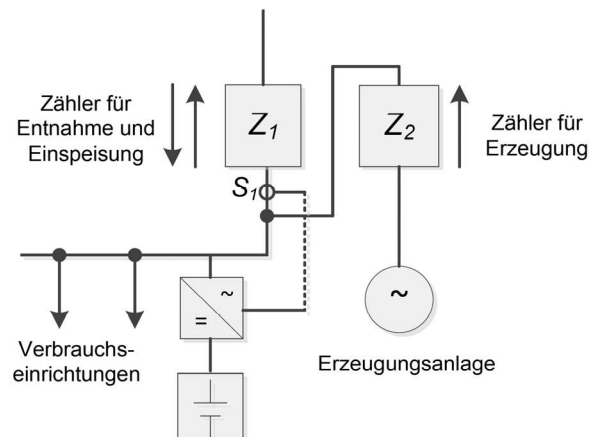 Zähler für
Entnahme und
Einspeisung
Z1
Z2
Zähler für
Erzeugung
S1
~
=
~
Verbrauchs-
einrichtungen
Erzeugungsanlage